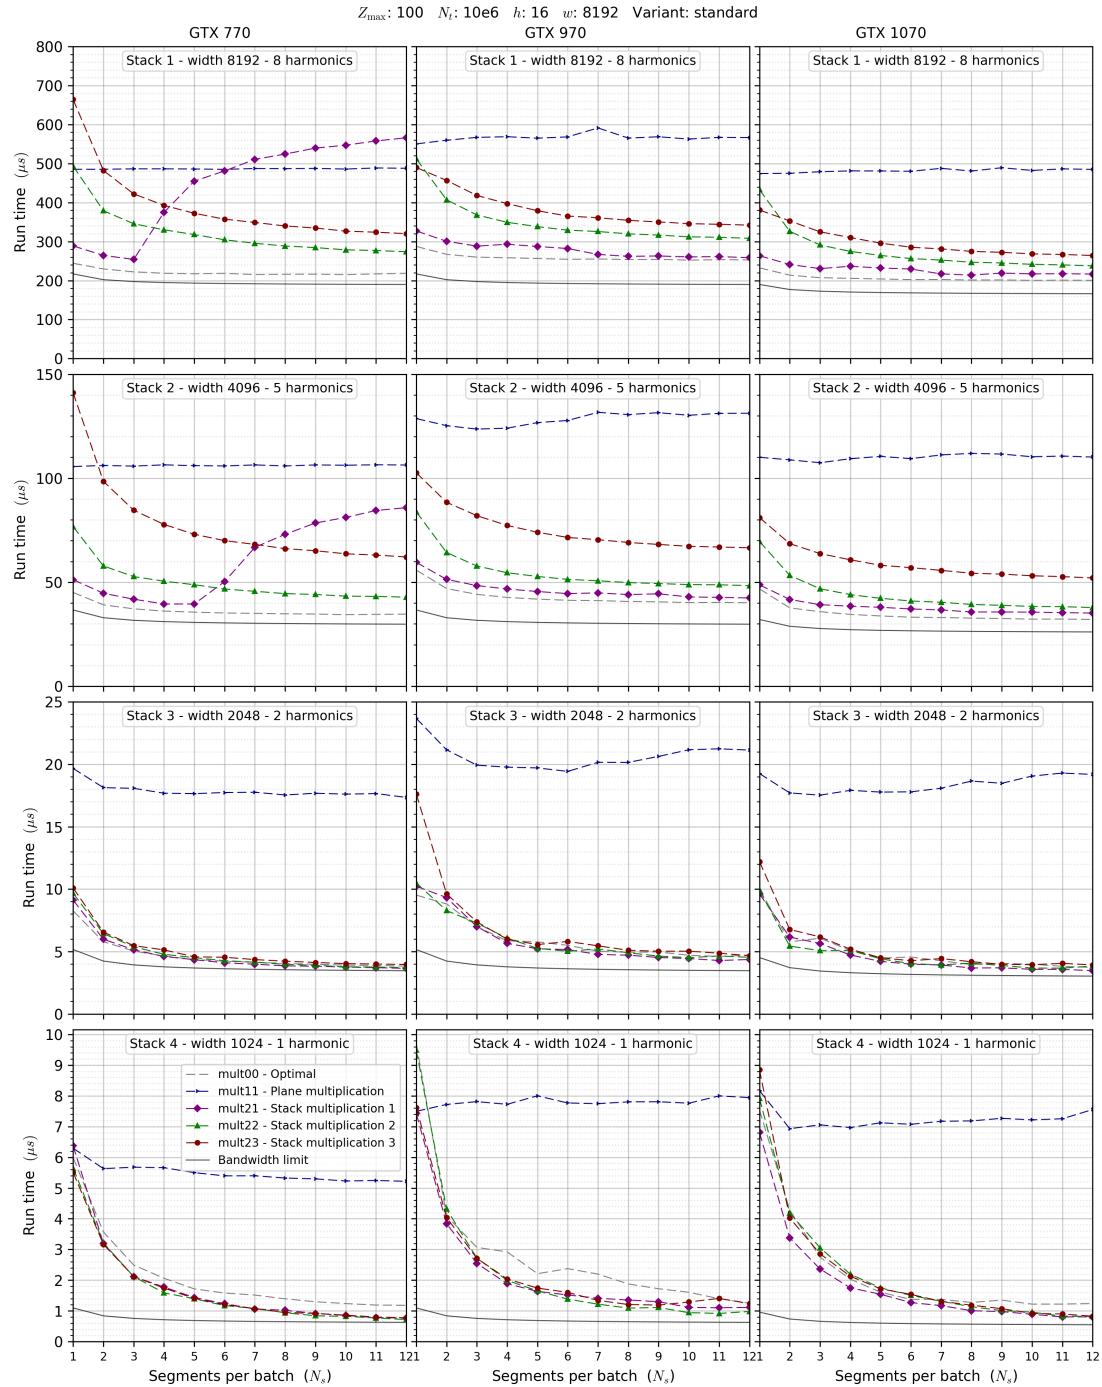 Z_max: 100 N_t: 10e6 h: 16 w: 8192 Variant: standard
GTX 770 GTX 970 GTX 1070
Stack 1 - width 8192 - 8 harmonics
Stack 1 - width 8192 - 8 harmonics
Stack 1 - width 8192 - 8 harmonics
800
700
600
500
400
300
200
100
0
Run time (μs)
Stack 2 - width 4096 - 5 harmonics
Stack 2 - width 4096 - 5 harmonics
Stack 2 - width 4096 - 5 harmonics
150
100
50
0
Run time (μs)
Stack 3 - width 2048 - 2 harmonics
Stack 3 - width 2048 - 2 harmonics
Stack 3 - width 2048 - 2 harmonics
25
20
15
10
5
0
Run time (μs)
Stack 4 - width 1024 - 1 harmonic
Stack 4 - width 1024 - 1 harmonic
Stack 4 - width 1024 - 1 harmonic
mult00 - Optimal
mult11 - Plane multiplication
mult21 - Stack multiplication 1
mult22 - Stack multiplication 2
mult23 - Stack multiplication 3
Bandwidth limit
10
9
8
7
6
5
4
3
2
1
0
Run time (μs)
1 2 3 4 5 6 7 8 9 10 11 12
1 2 3 4 5 6 7 8 9 10 11 12
1 2 3 4 5 6 7 8 9 10 11 12
Segments per batch (N_s)
Segments per batch (N_s)
Segments per batch (N_s)